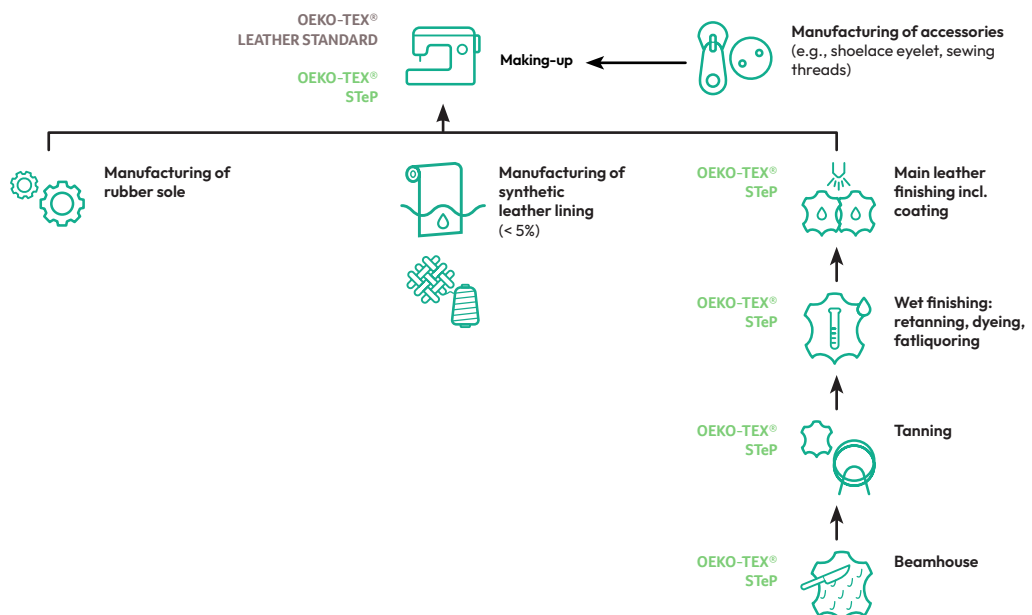 OEKO-TEX®
LEATHER STANDARD
OEKO-TEX®
STeP
Making-up
Manufacturing of accessories
(e.g., shoelace eyelet, sewing
threads)
Manufacturing of
rubber sole
Manufacturing of
synthetic
leather lining
(< 5%)
OEKO-TEX®
STeP
Main leather
finishing incl.
coating
OEKO-TEX®
STeP
Wet finishing:
retanning, dyeing,
fatliquoring
OEKO-TEX®
STeP
Tanning
OEKO-TEX®
STeP
Beamhouse